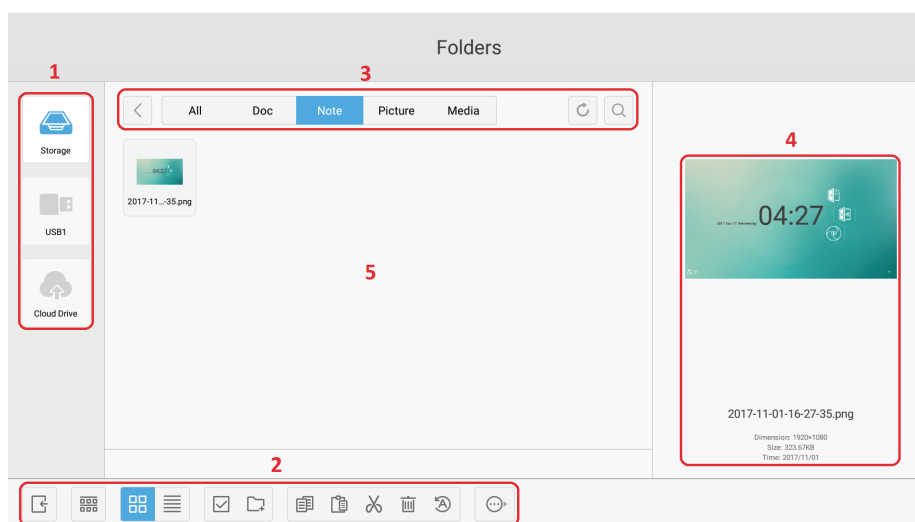 Folders
1
3
All Doc Note Picture Media
Storage
2017-11...-35.png
USB1
Cloud Drive
5
4
04:27
2017-11-01-16-27-35.png
Dimension: 1920×1080
Size: 323.67KB
Time: 2017/11/01
2